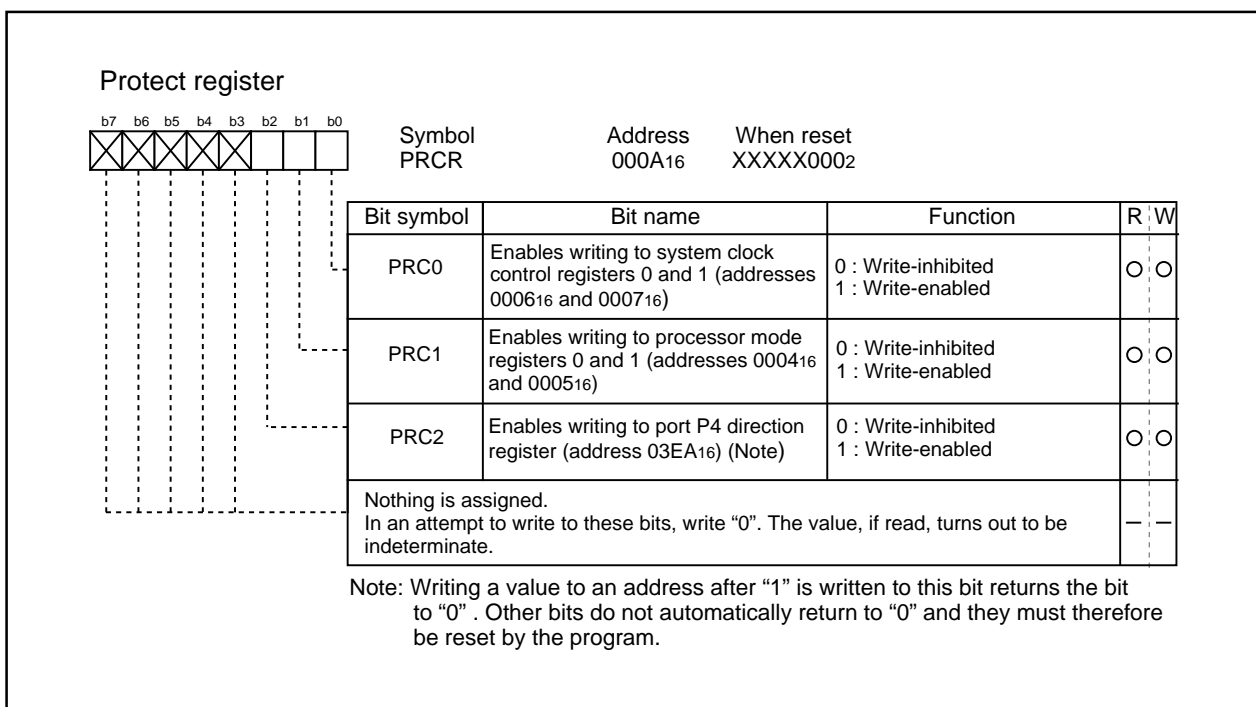 Protect register
b7 b6 b5 b4 b3 b2 b1 b0
Symbol Address When reset
PRCR 000A16 XXXXX0002
Bit symbol Bit name Function R W
PRC0
Enables writing to system clock
control registers 0 and 1 (addresses
000616 and 000716)
0 : Write-inhibited
1 : Write-enabled
PRC1
Enables writing to processor mode
registers 0 and 1 (addresses 000416
and 000516)
0 : Write-inhibited
1 : Write-enabled
PRC2
Enables writing to port P4 direction
register (address 03EA16) (Note)
0 : Write-inhibited
1 : Write-enabled
Nothing is assigned.
In an attempt to write to these bits, write “0”. The value, if read, turns out to be
indeterminate.
Note: Writing a value to an address after “1” is written to this bit returns the bit
to “0” . Other bits do not automatically return to “0” and they must therefore
be reset by the program.